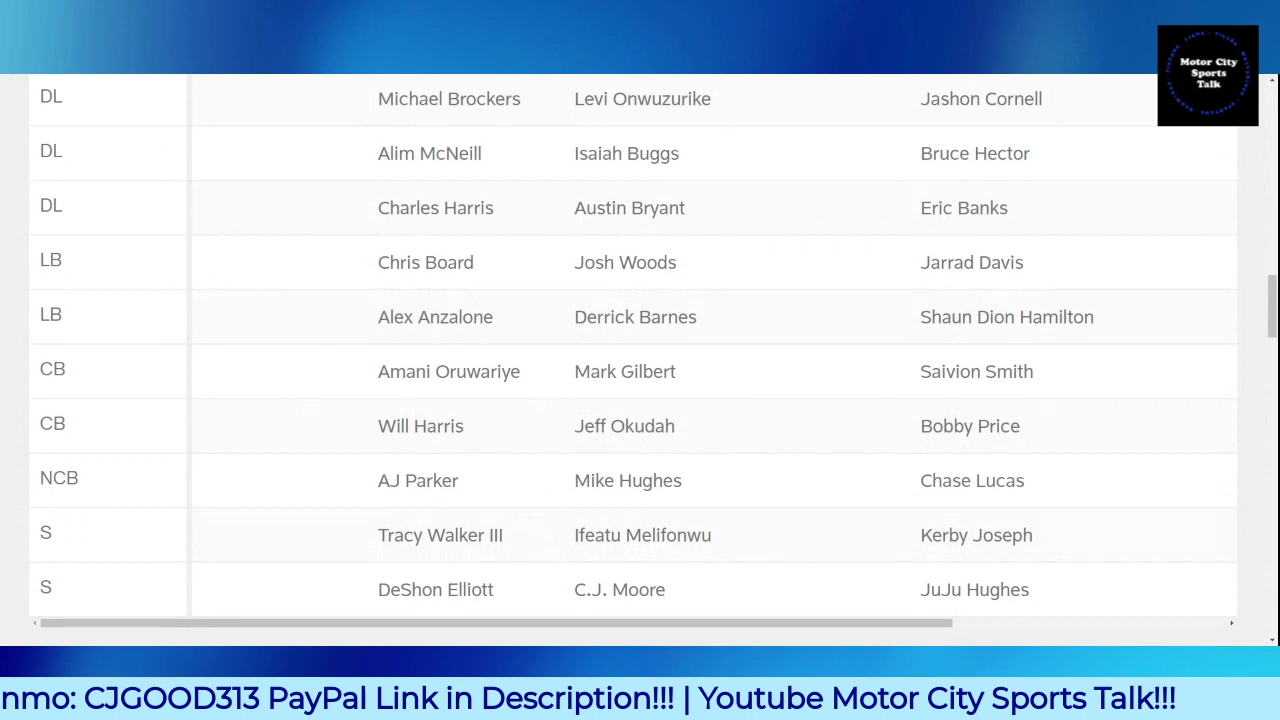 Motor City
Sports
Talk
DL Michael Brockers Levi Onwuzurike Jashon Cornell
DL Alim McNeill Isaiah Buggs Bruce Hector
DL Charles Harris Austin Bryant Eric Banks
LB Chris Board Josh Woods Jarrad Davis
LB Alex Anzalone Derrick Barnes Shaun Dion Hamilton
CB Amani Oruwariye Mark Gilbert Saivion Smith
CB Will Harris Jeff Okudah Bobby Price
NCB AJ Parker Mike Hughes Chase Lucas
S Tracy Walker III Ifeatu Melifonwu Kerby Joseph
S DeShon Elliott C.J. Moore JuJu Hughes
nmo: CJGOOD313 PayPal Link in Description!!! | Youtube Motor City Sports Talk!!!